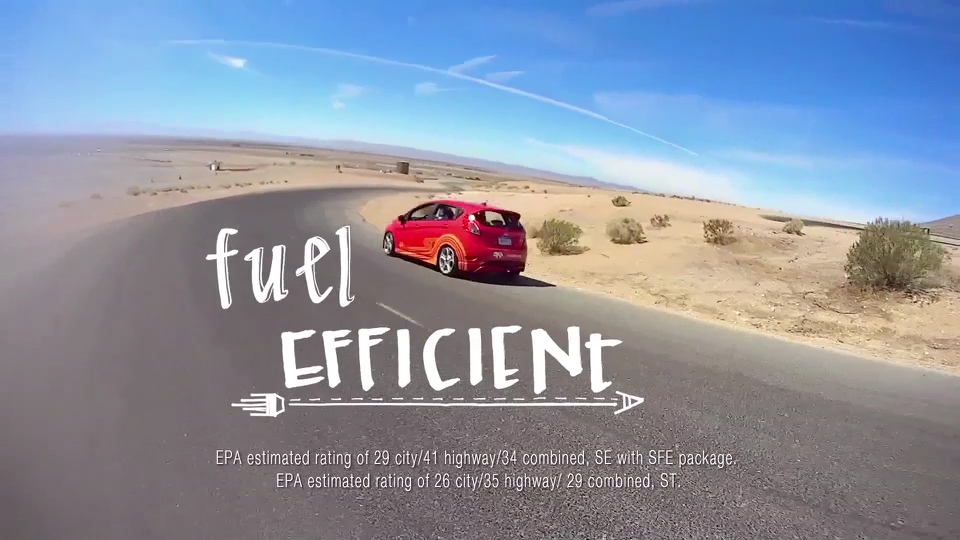 fuel
EFFICIENT
EPA estimated rating of 29 city/41 highway/34 combined, SE with SFE package.
EPA estimated rating of 26 city/35 highway/ 29 combined, ST.